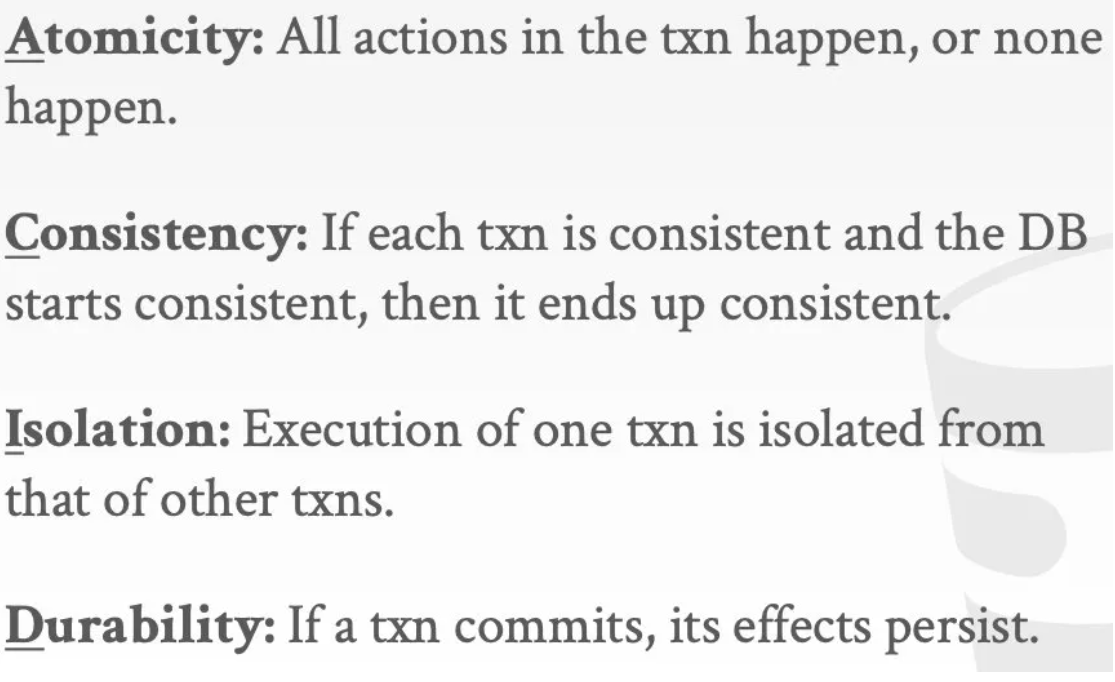 Atomicity: All actions in the txn happen, or none
happen.
Consistency: If each txn is consistent and the DB
starts consistent, then it ends up consistent.
Isolation: Execution of one txn is isolated from
that of other txns.
Durability: If a txn commits, its effects persist.